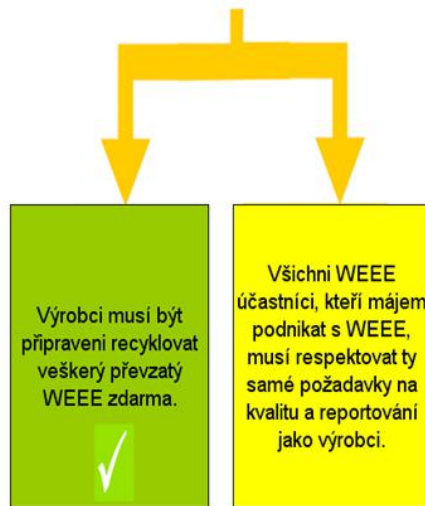 Výrobci musí být
připraveni recyklovat
veškerý převzatý
WEEE zdarma.
Všichni WEEE
účastníci, kteří májem
podnikat s WEEE,
musí respektovat ty
samé požadavky na
kvalitu a reportování
jako výrobci.